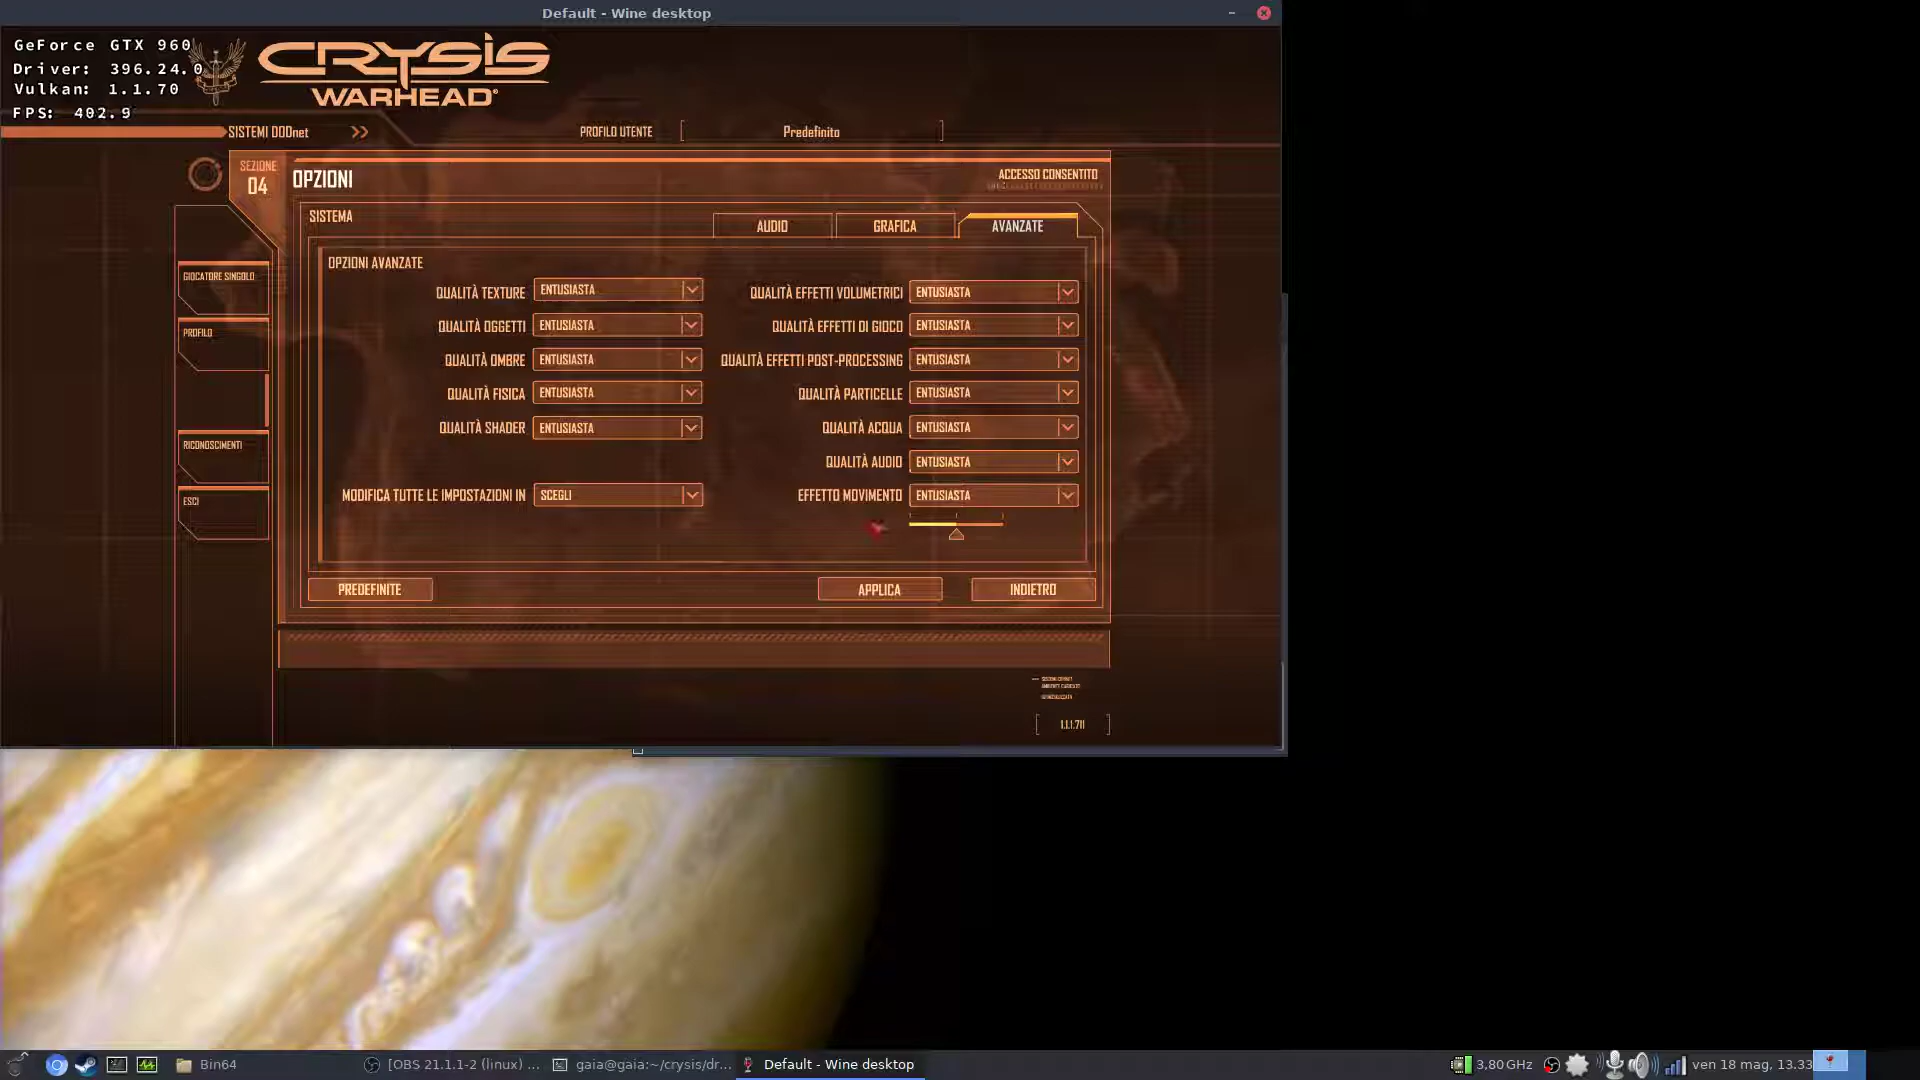 Default - Wine desktop
GeForce GTX 960
Driver: 396.24.0
Vulkan: 1.1.70
FPS: 402.9
CRYSIS
WARHEAD®
SISTEMI DODnet
PROFILO UTENTE
Predefinito
SEZIONE
04
OPZIONI
ACCESSO CONSENTITO
SISTEMA
AUDIO
GRAFICA
AVANZATE
GIOCATORE SINGOLO
PROFILO
RICONOSCIMENTI
ESCI
OPZIONI AVANZATE
QUALITÀ TEXTURE ENTUSIASTA
QUALITÀ OGGETTI ENTUSIASTA
QUALITÀ OMBRE ENTUSIASTA
QUALITÀ FISICA ENTUSIASTA
QUALITÀ SHADER ENTUSIASTA
MODIFICA TUTTE LE IMPOSTAZIONI IN SCEGLI
QUALITÀ EFFETTI VOLUMETRICI ENTUSIASTA
QUALITÀ EFFETTI DI GIOCO ENTUSIASTA
QUALITÀ EFFETTI POST-PROCESSING ENTUSIASTA
QUALITÀ PARTICELLE ENTUSIASTA
QUALITÀ ACQUA ENTUSIASTA
QUALITÀ AUDIO ENTUSIASTA
EFFETTO MOVIMENTO ENTUSIASTA
PREDEFINITE
APPLICA
INDIETRO
1.1.1.711
Bin64
[OBS 21.1.1-2 (linux) ...
gaia@gaia:~/crysis/dr...
Default - Wine desktop
3,80 GHz
ven 18 mag, 13.33